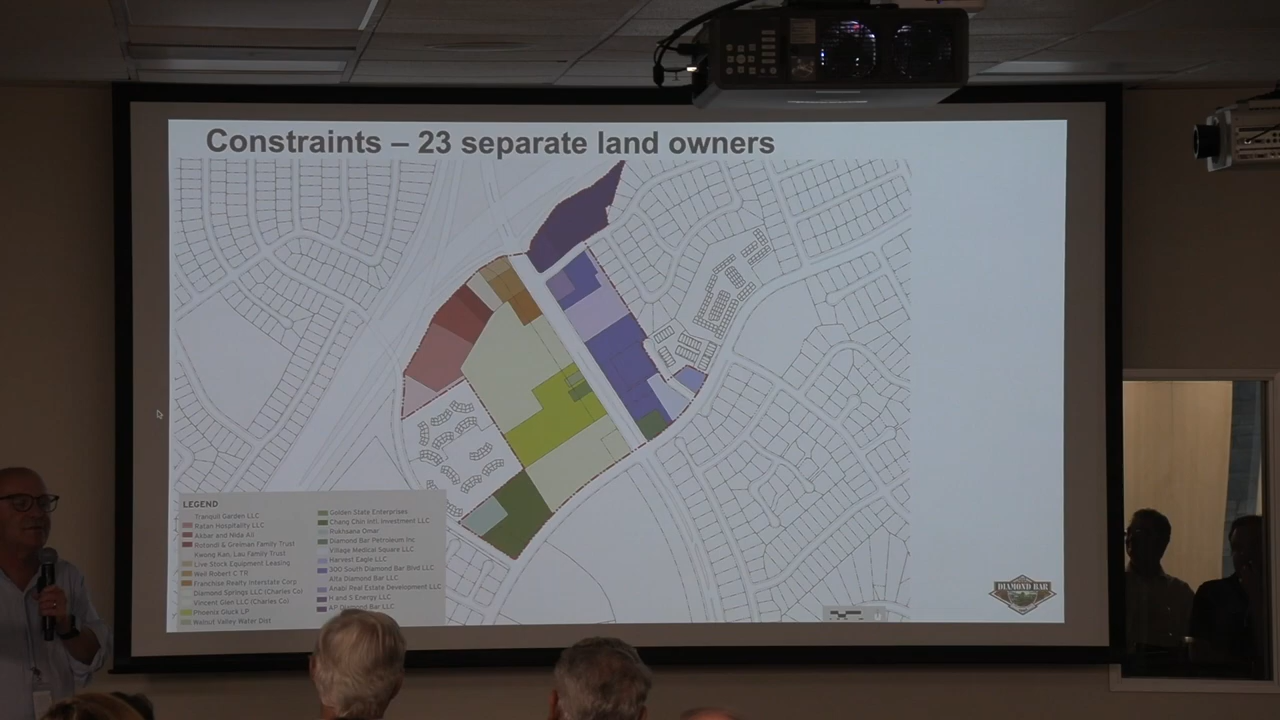 Constraints – 23 separate land owners
LEGEND
Tranquil Garden LLC
Ratan Hospitality LLC
Akbar and Nida Ali
Rotondi & Greiman Family Trust
Kwong Kan, Lau Family Trust
Live Stock Equipment Leasing
Weil Robert C TR
Franchise Realty Interstate Corp
Diamond Springs LLC (Charles Co)
Vincent Glen LLC (Charles Co)
Phoenix Gluck LP
Walnut Valley Water Dist
Golden State Enterprises
Chang Chin Intl. Investment LLC
Rukhsana Omar
Diamond Bar Petroleum Inc
Village Medical Square LLC
Harvest Eagle LLC
300 South Diamond Bar Blvd LLC
Alta Diamond Bar LLC
Anabi Real Estate Development LLC
H and S Energy LLC
AP Diamond Bar LLC
DIAMOND BAR